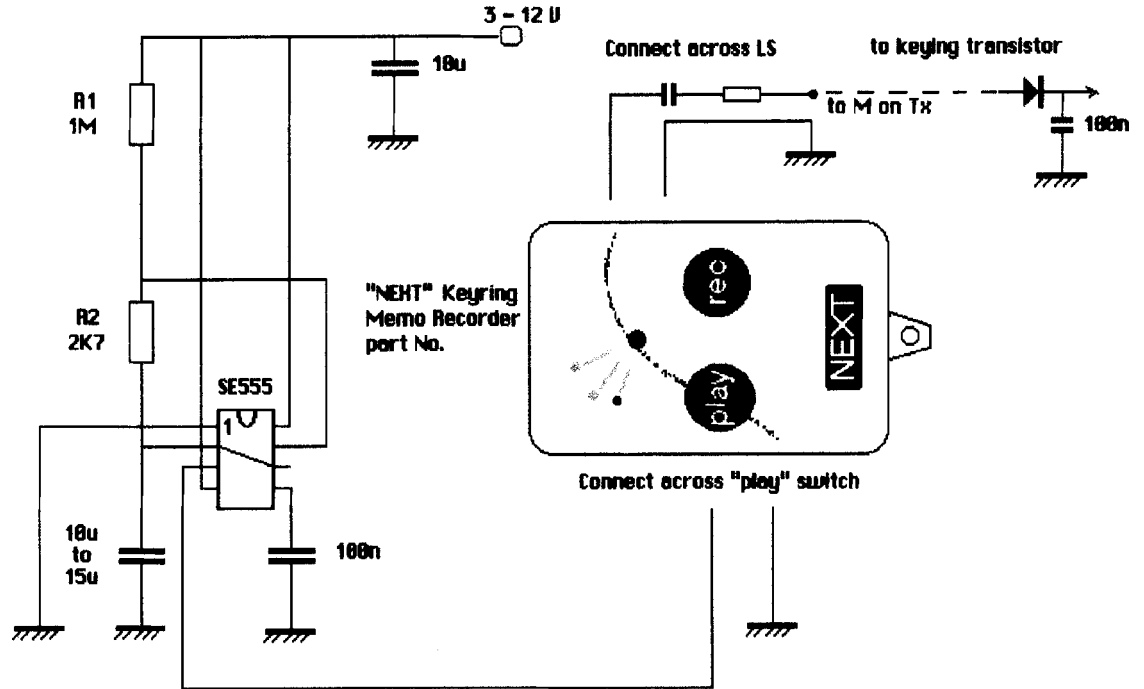 3 - 12 V
10u
R1
1M
R2
2K7
SE555
1
10u
to
15u
100n
Connect across LS
to keying transistor
to M on Tx
100n
"NEXT" Keyring
Memo Recorder
part No.
rec
play
NEXT
Connect across "play" switch